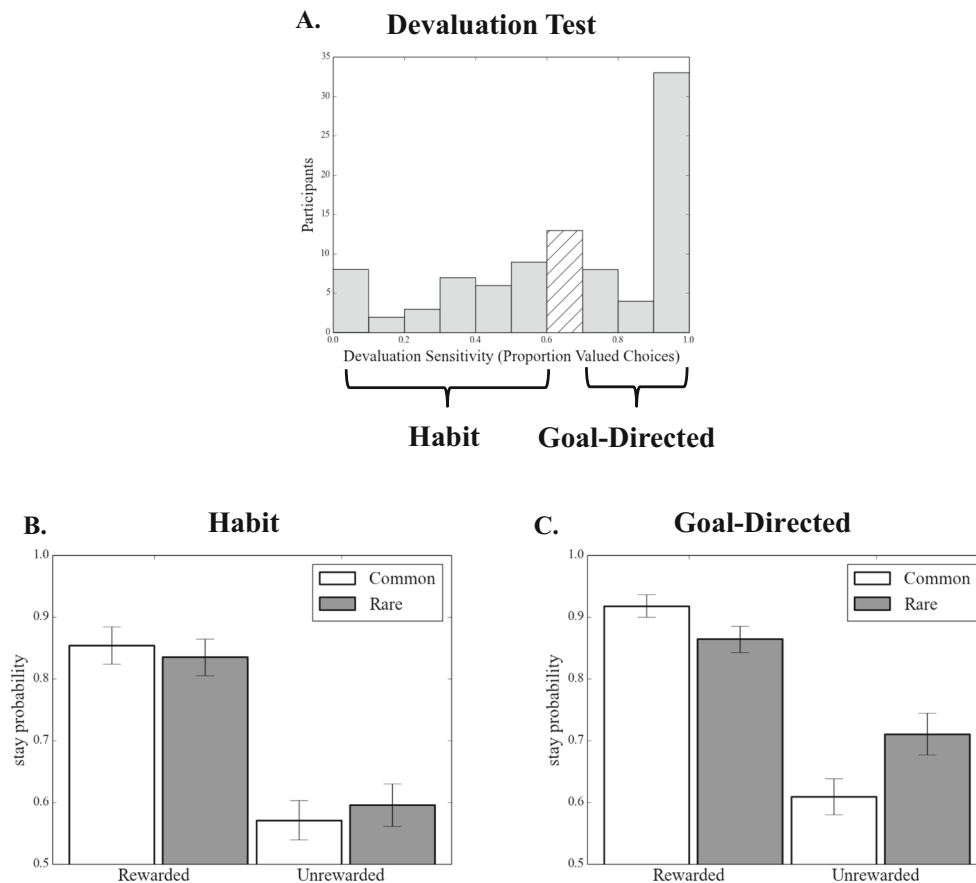 A. Devaluation Test
35
30
25
20
15
10
5
0
Participants
0.0 0.2 0.4 0.6 0.8 1.0
Devaluation Sensitivity (Proportion Valued Choices)
Habit Goal-Directed
B. Habit
1.0
0.9
0.8
0.7
0.6
0.5
stay probability
Common
Rare
Rewarded Unrewarded
C. Goal-Directed
1.0
0.9
0.8
0.7
0.6
0.5
stay probability
Common
Rare
Rewarded Unrewarded